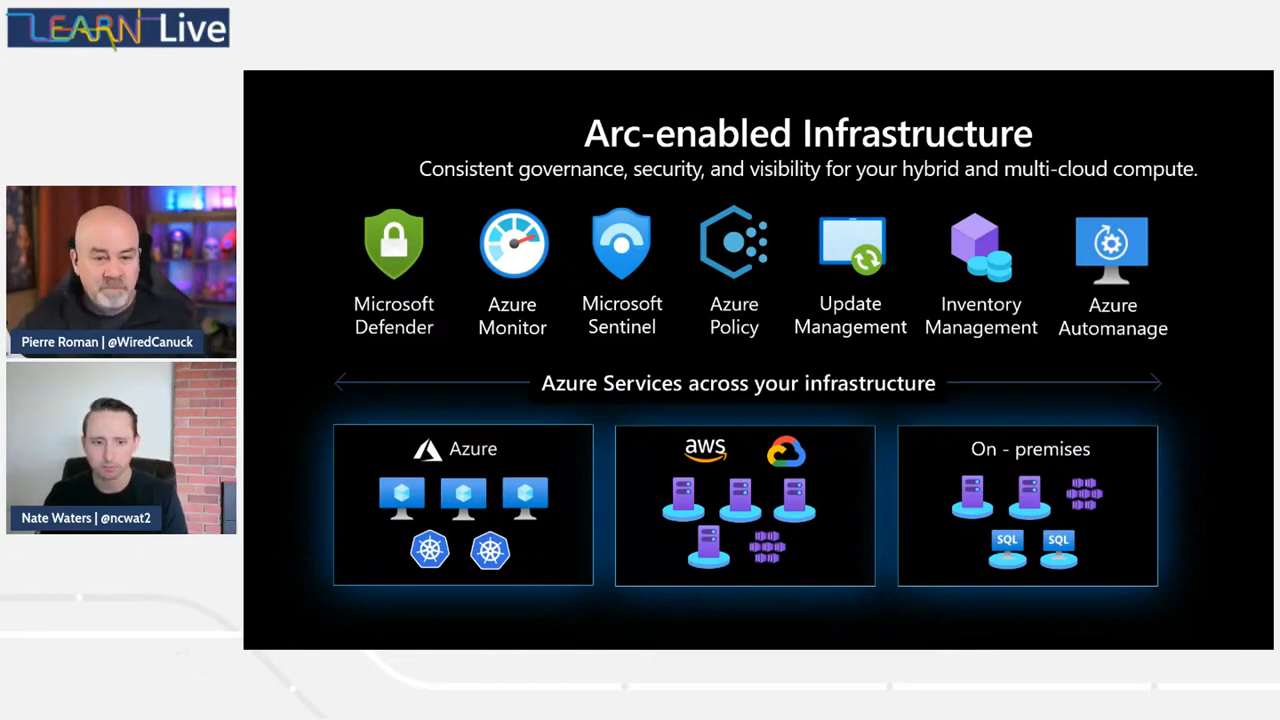 LEARN Live
Arc-enabled Infrastructure
Consistent governance, security, and visibility for your hybrid and multi-cloud compute.
Microsoft
Defender
Azure
Monitor
Microsoft
Sentinel
Azure
Policy
Update
Management
Inventory
Management
Azure
Automanage
Pierre Roman | @WiredCanuck
Azure Services across your infrastructure
Azure
aws
On - premises
SQL
SQL
Nate Waters | @ncwat2